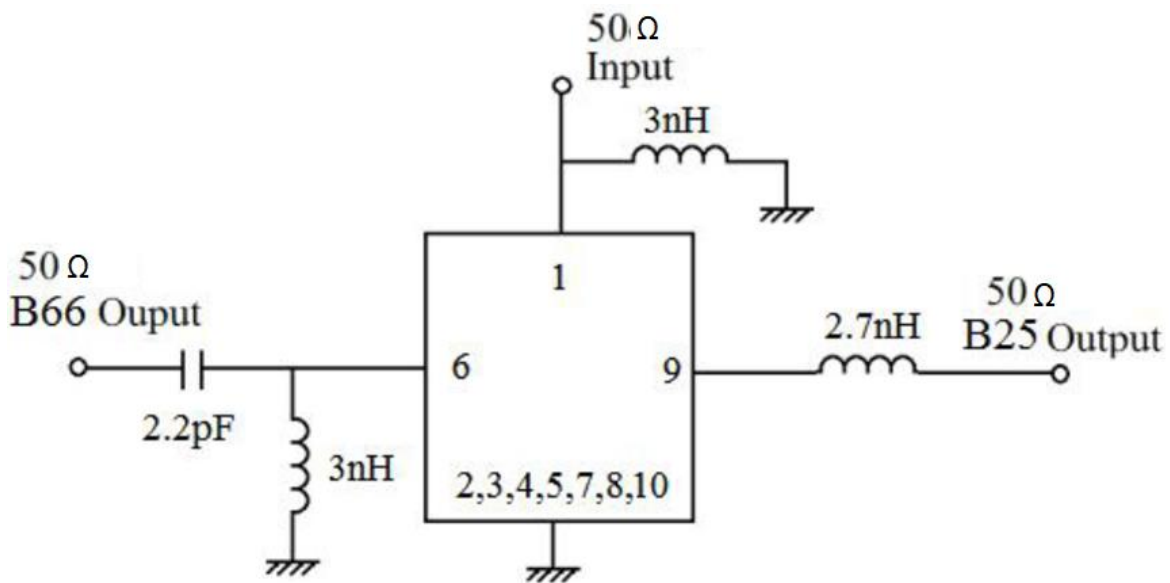 50Ω
Input
3nH
1
50Ω
B66 Ouput
50Ω
B25 Output
2.7nH
6
9
2.2pF
3nH
2,3,4,5,7,8,10